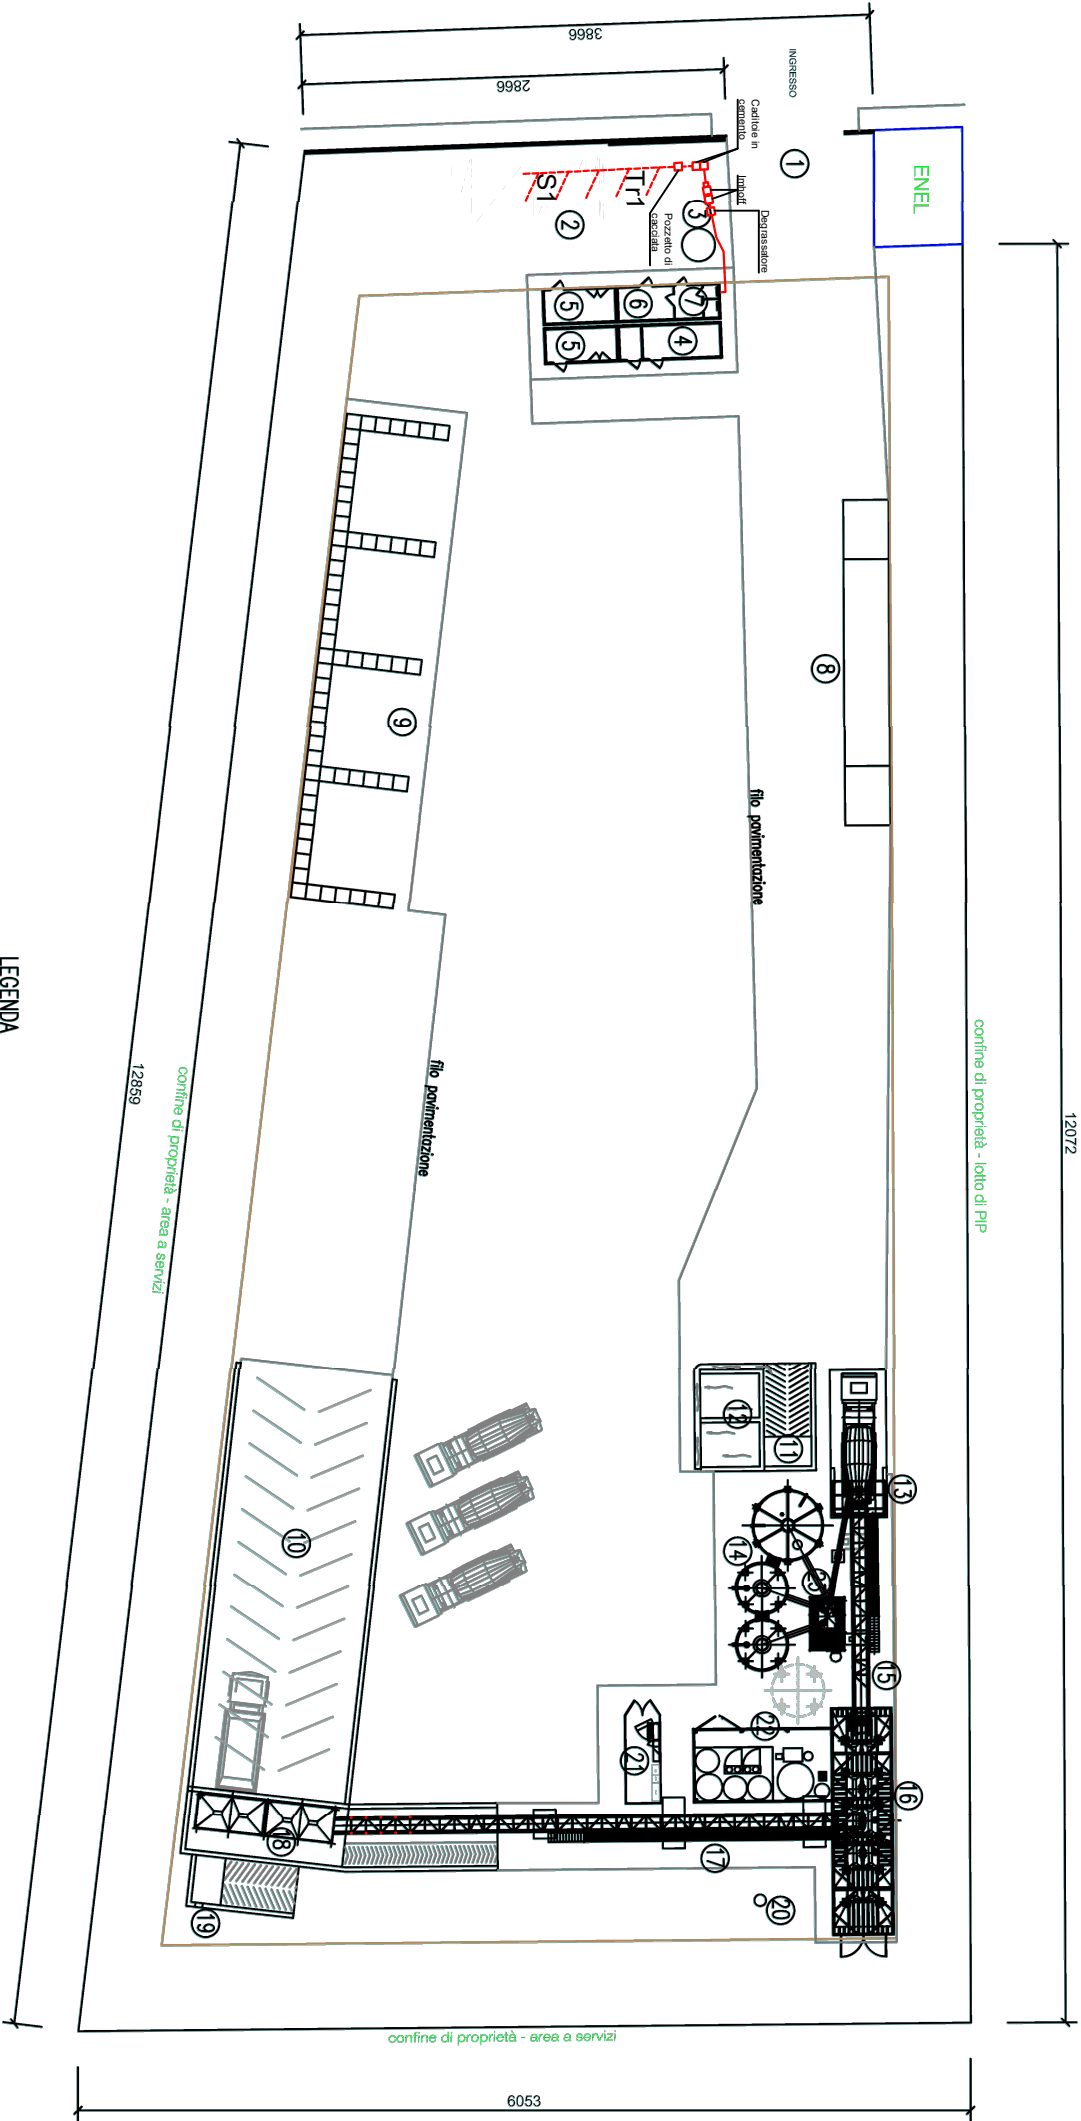 3866
2866
INGRESSO
Caditoie in
cemento
1
ENEL
Imhoff
S1
Tr1
3
2
Pozzetto di
cacciata
Degrassatore
5
6
7
5
4
8
9
filo pavimentazione
LEGENDA
confine di proprietà - lotto di PIP
12072
12859
confine di proprietà - area a servizi
filo pavimentazione
12
11
13
10
14
23
15
22
21
16
18
17
19
20
confine di proprietà - area a servizi
6053